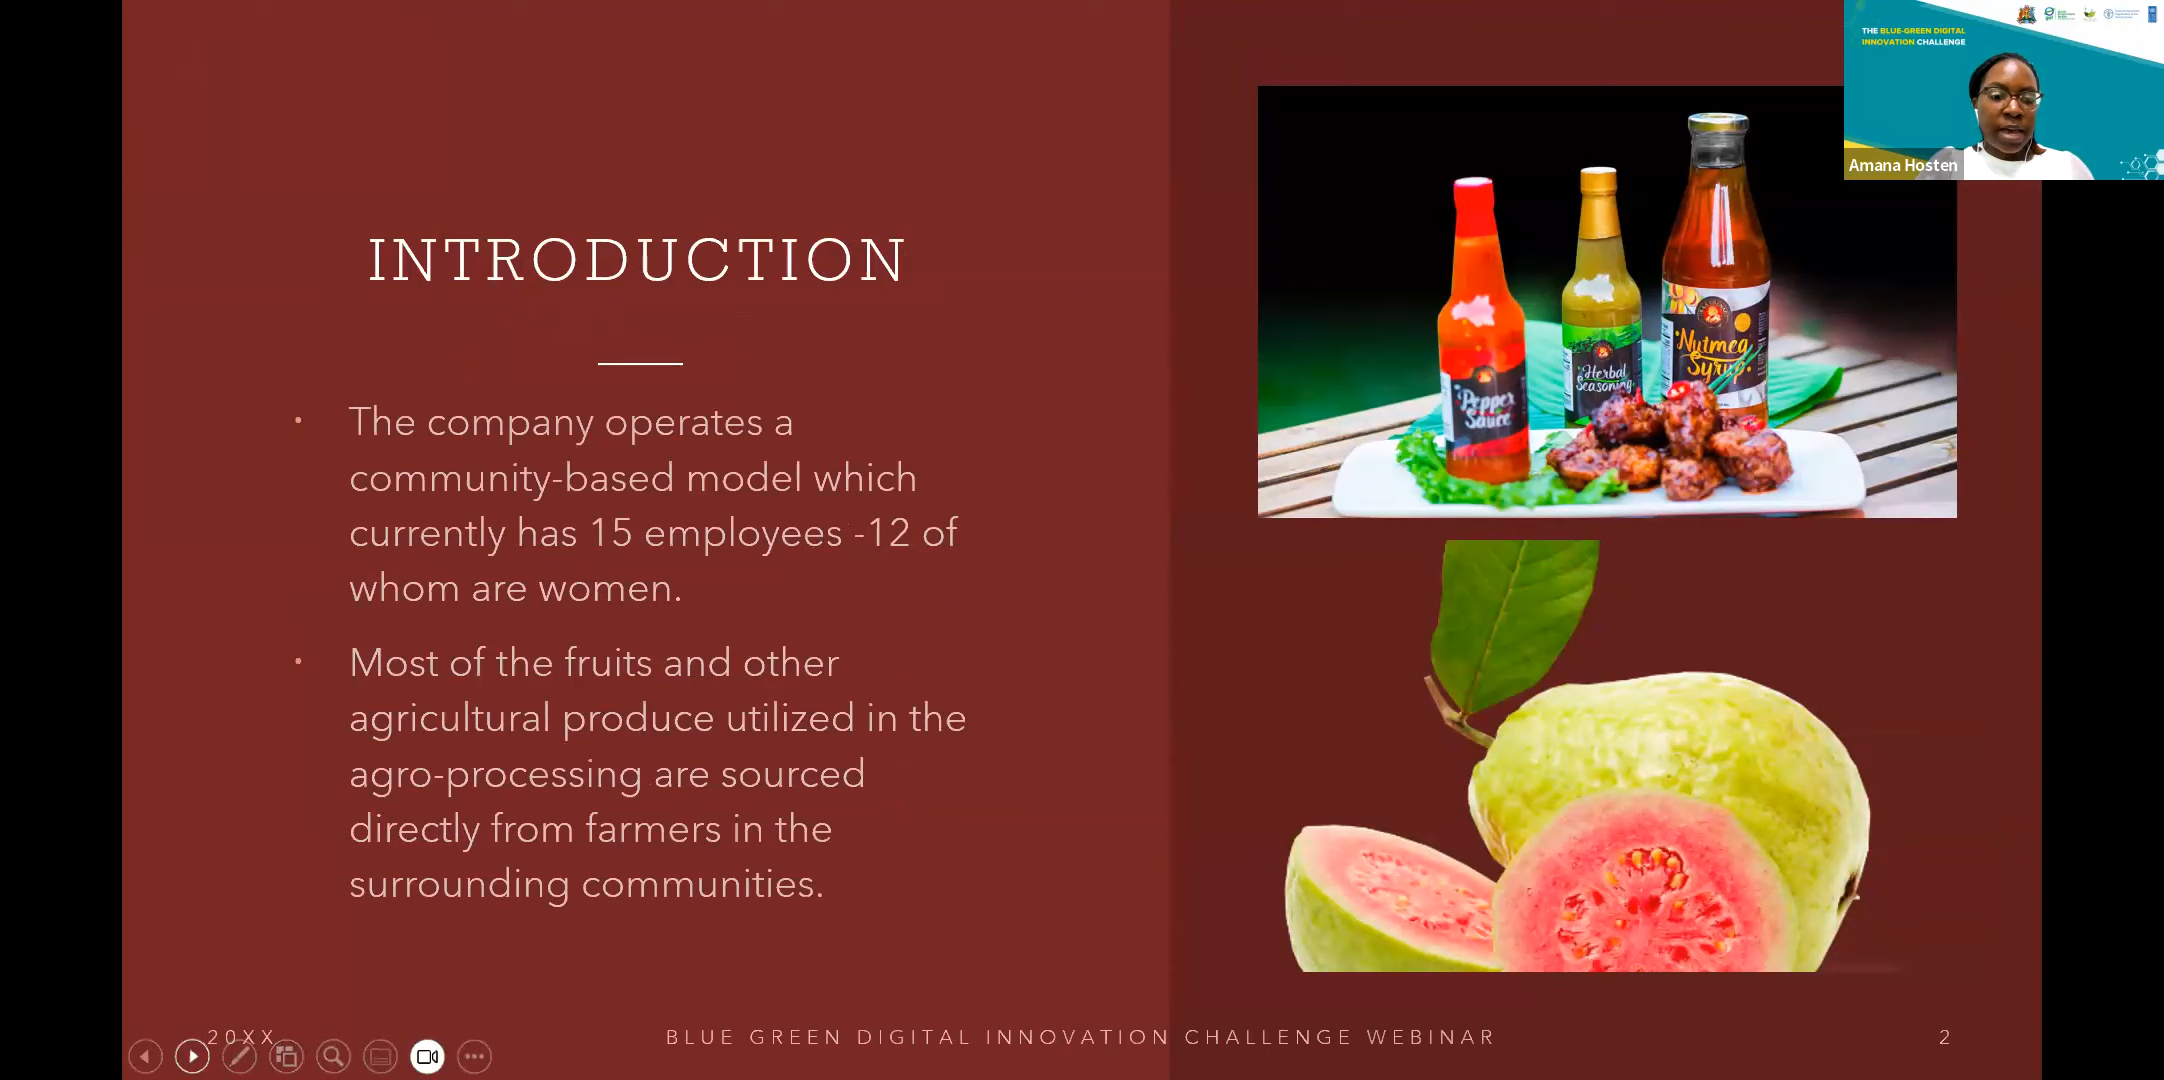 THE BLUE-GREEN DIGITAL
INNOVATION CHALLENGE
Amana Hosten
INTRODUCTION
• The company operates a
community-based model which
currently has 15 employees -12 of
whom are women.
• Most of the fruits and other
agricultural produce utilized in the
agro-processing are sourced
directly from farmers in the
surrounding communities.
Pepper
Sauce
Herbal
Seasoning
Nutmeg
Syrup
20XX
BLUE GREEN DIGITAL INNOVATION CHALLENGE WEBINAR
2